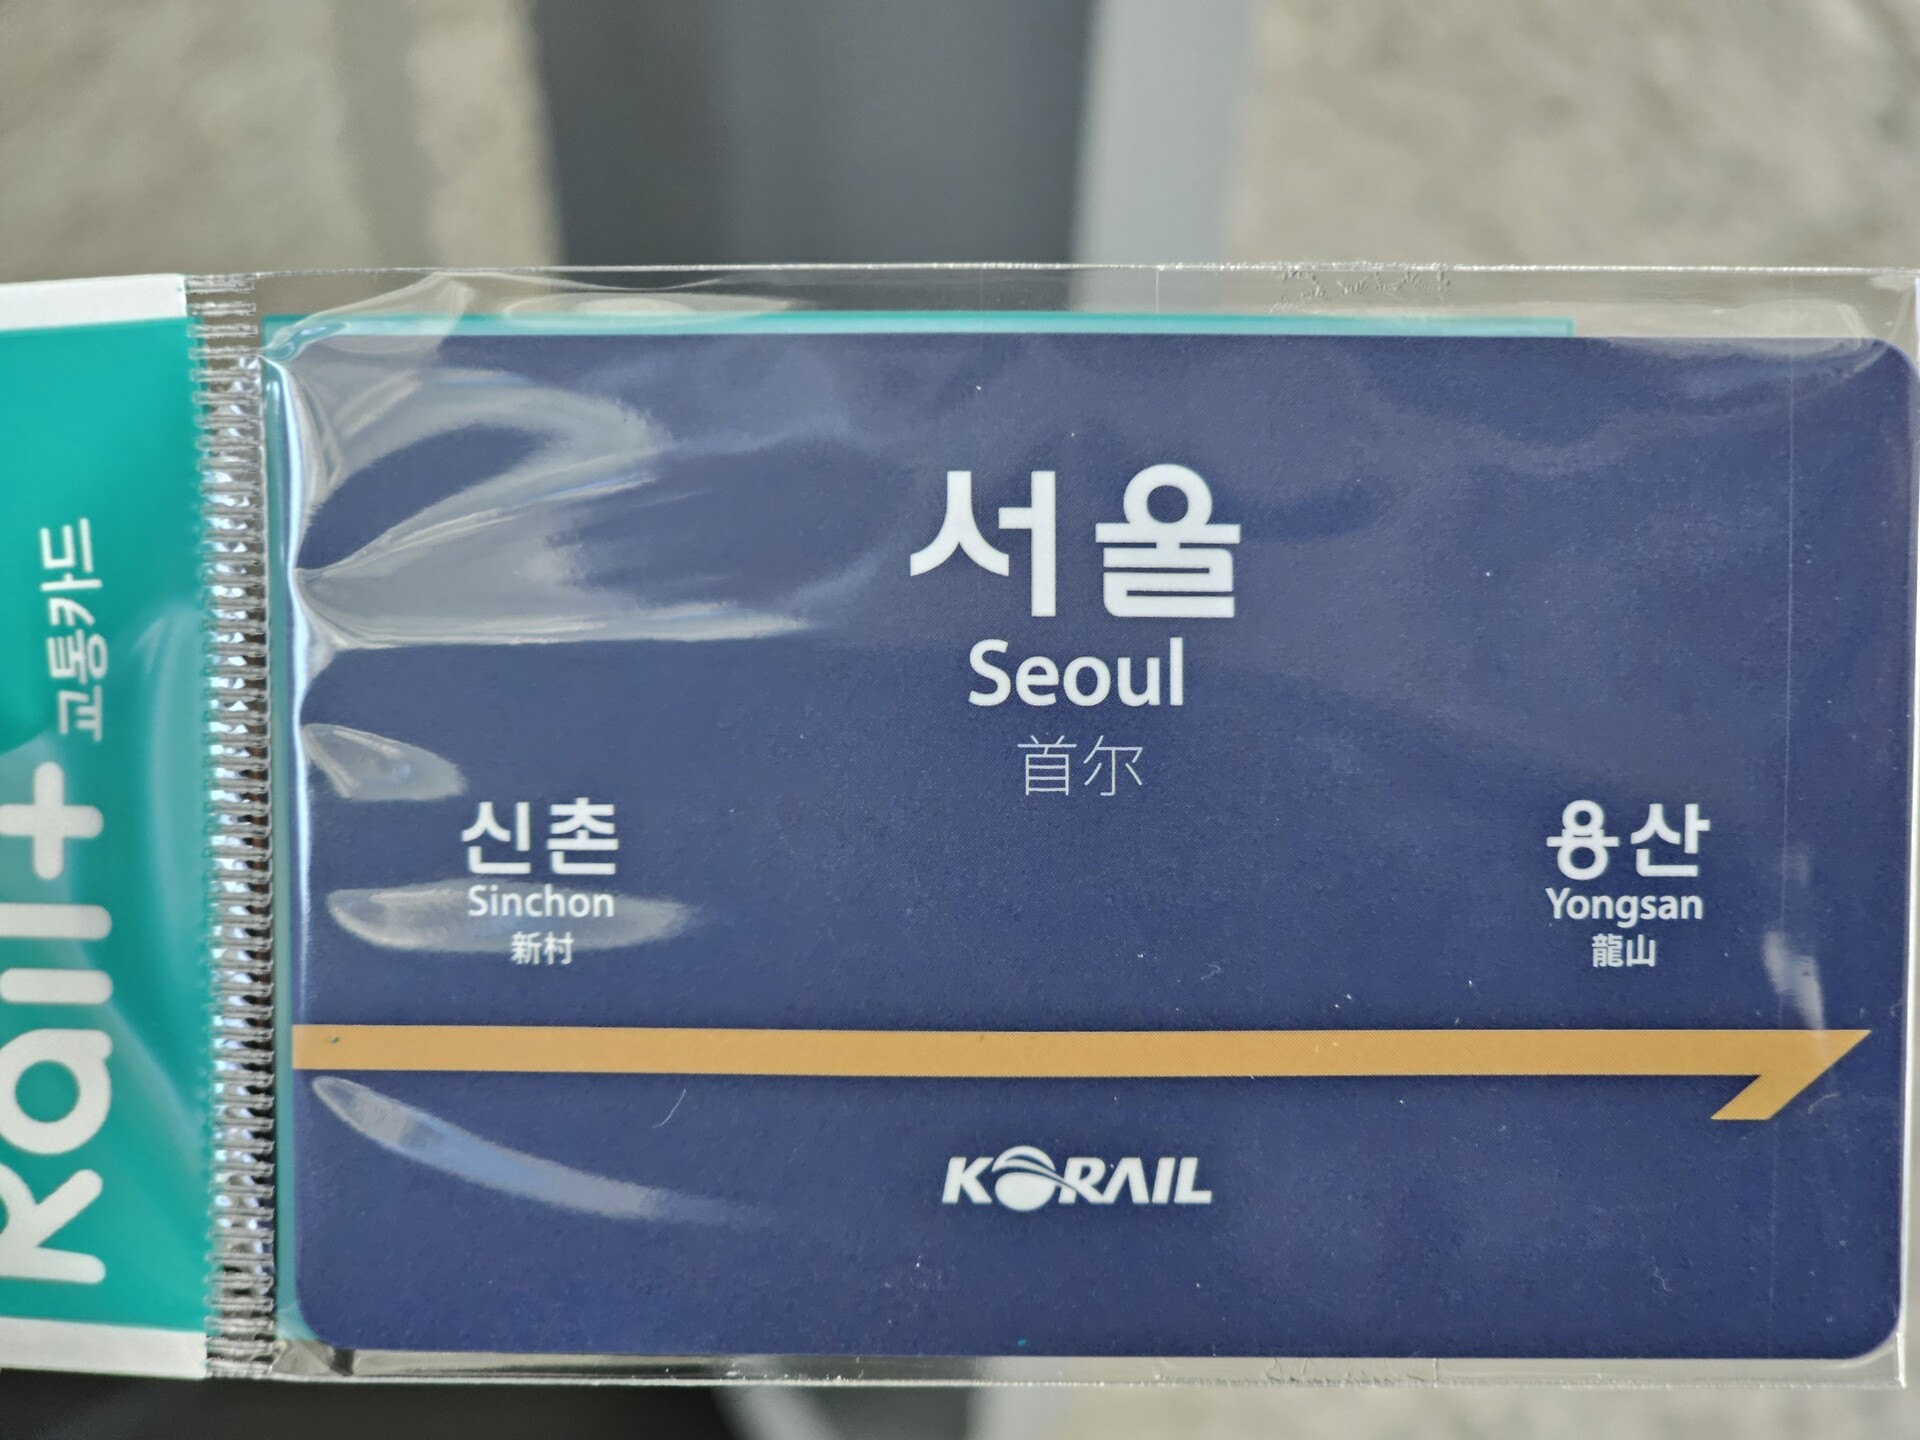 Rail+ 교통카드
서울
Seoul
首尔
신촌
Sinchon
新村
용산
Yongsan
龍山
KORAIL